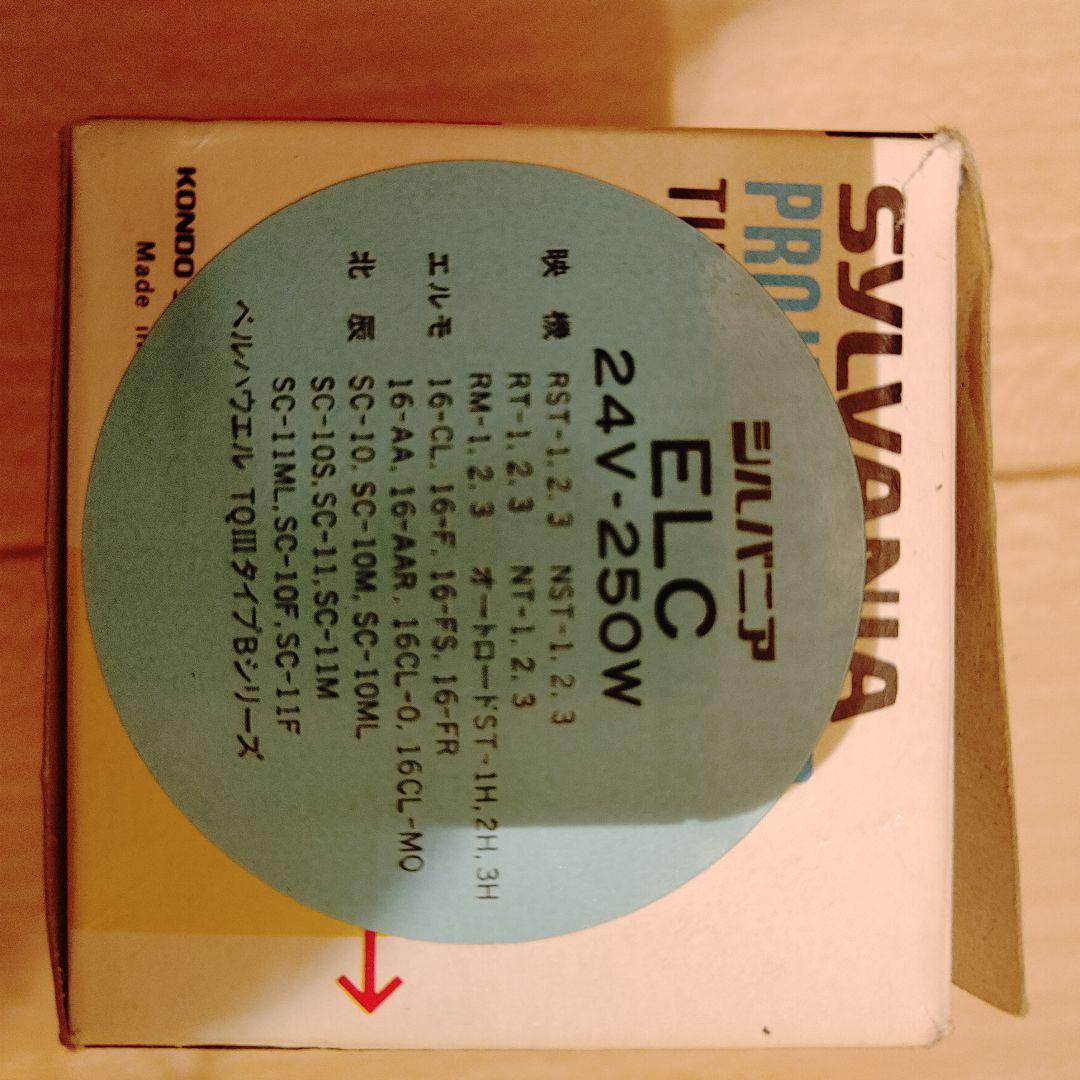 SYLVANIA
シルバニア
ELC
24V-250W
映機 RST-1,2,3 NST-1,2,3
RT-1,2,3 NT-1,2,3
RM-1,2,3 オートロードST-1H,2H,3H
エルモ 16-CL, 16-F, 16-FS, 16-FR
16-AA, 16-AAR, 16CL-O, 16CL-MO
北辰 SC-10, SC-10M, SC-10ML
SC-10S, SC-11, SC-11M
SC-11ML, SC-10F, SC-11F
ベルハウエル TQIIIタイプBシリーズ
KONDO
Made